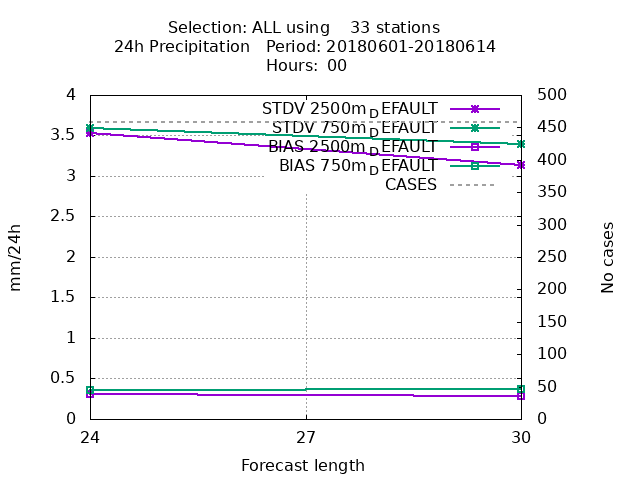 Selection: ALL using 33 stations
24h Precipitation Period: 20180601-20180614
Hours: 00
4 500
STDV 2500m_DEFAULT
450
STDV 750m_DEFAULT
3.5
BIAS 2500m_DEFAULT
400
BIAS 750m_DEFAULT
3
CASES
350
2.5 300
2 250
1.5 200
150
1 100
0.5 50
0 0
mm/24h
No cases
24 27 30
Forecast length